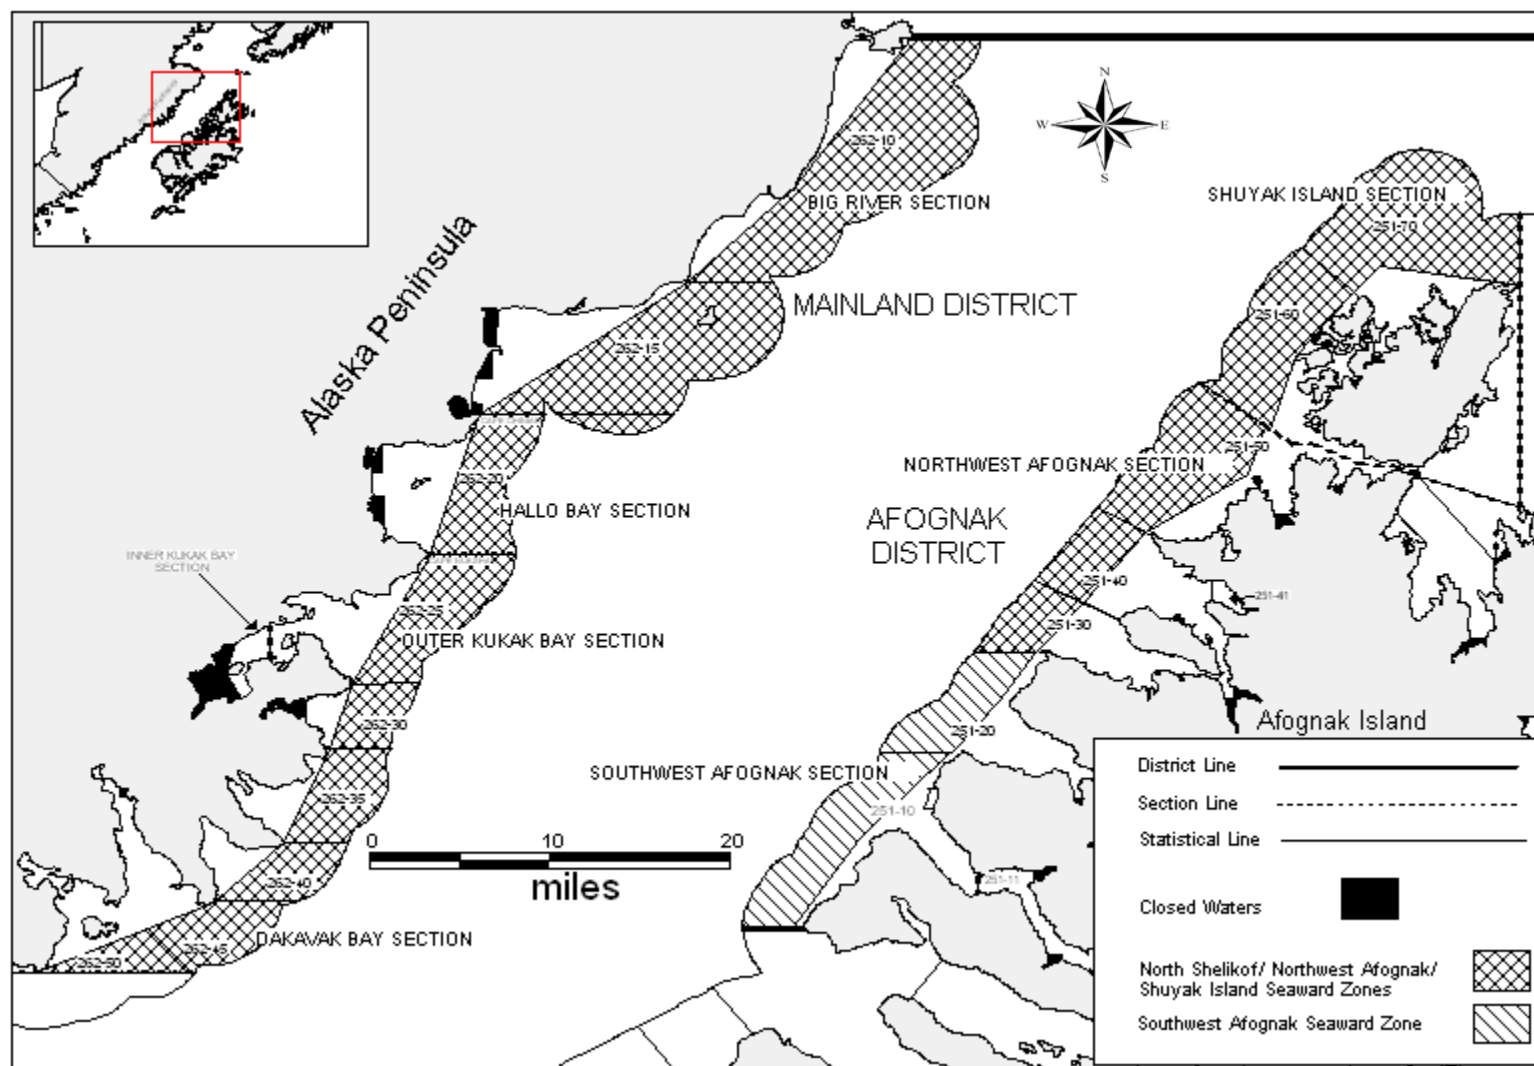 N
W
E
S
262-10
BIG RIVER SECTION
SHUYAK ISLAND SECTION
251-70
Alaska Peninsula
MAINLAND DISTRICT
251-60
262-15
251-50
NORTHWEST AFOGNAK SECTION
262-20
HALLO BAY SECTION
AFOGNAK
DISTRICT
INNER KUKAK BAY
SECTION
251-40
251-41
262-25
OUTER KUKAK BAY SECTION
251-30
262-30
251-20
Afognak Island
SOUTHWEST AFOGNAK SECTION
262-35
251-10
0 10 20
miles
262-40
251-11
DAKAVAK BAY SECTION
262-45
262-50
District Line
Section Line
Statistical Line
Closed Waters
North Shelikof/ Northwest Afognak/
Shuyak Island Seaward Zones
Southwest Afognak Seaward Zone